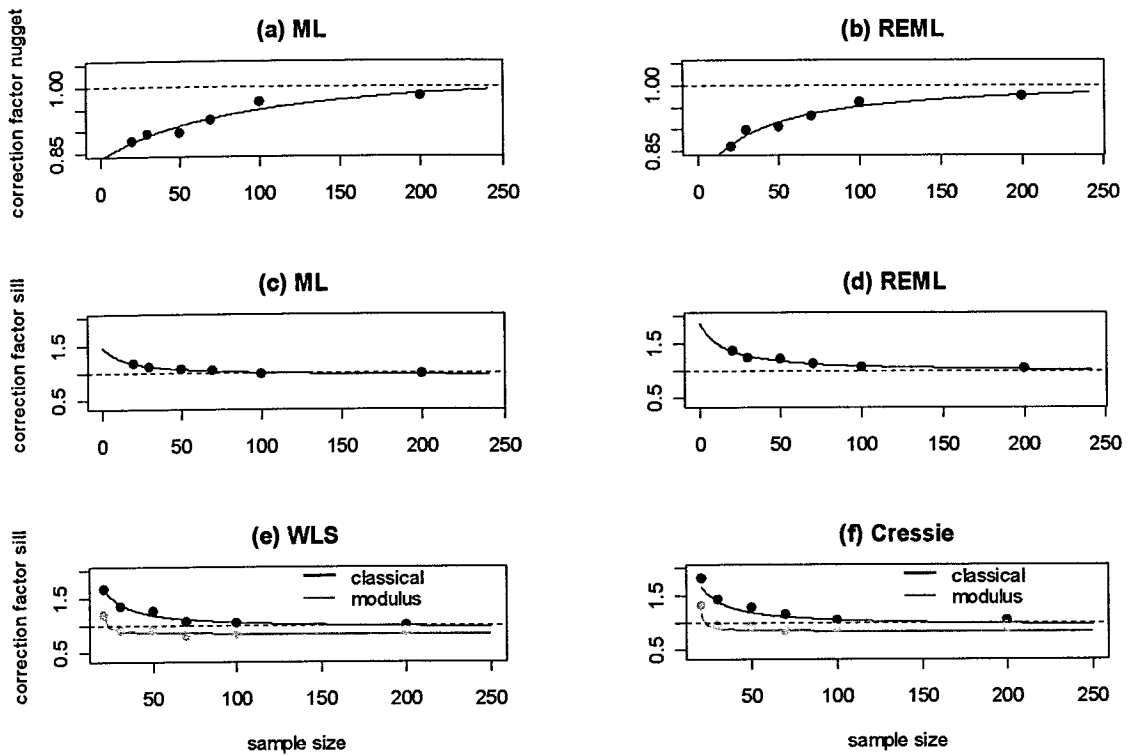 (a) ML
correction factor nugget
0.85 1.00
0 50 100 150 200 250
(b) REML
0.85 1.00
0 50 100 150 200 250
(c) ML
correction factor sill
0.5 1.5
0 50 100 150 200 250
(d) REML
0.5 1.5
0 50 100 150 200 250
(e) WLS
correction factor sill
0.5 1.5
classical
modulus
50 100 150 200 250
sample size
(f) Cressie
0.5 1.5
classical
modulus
50 100 150 200 250
sample size